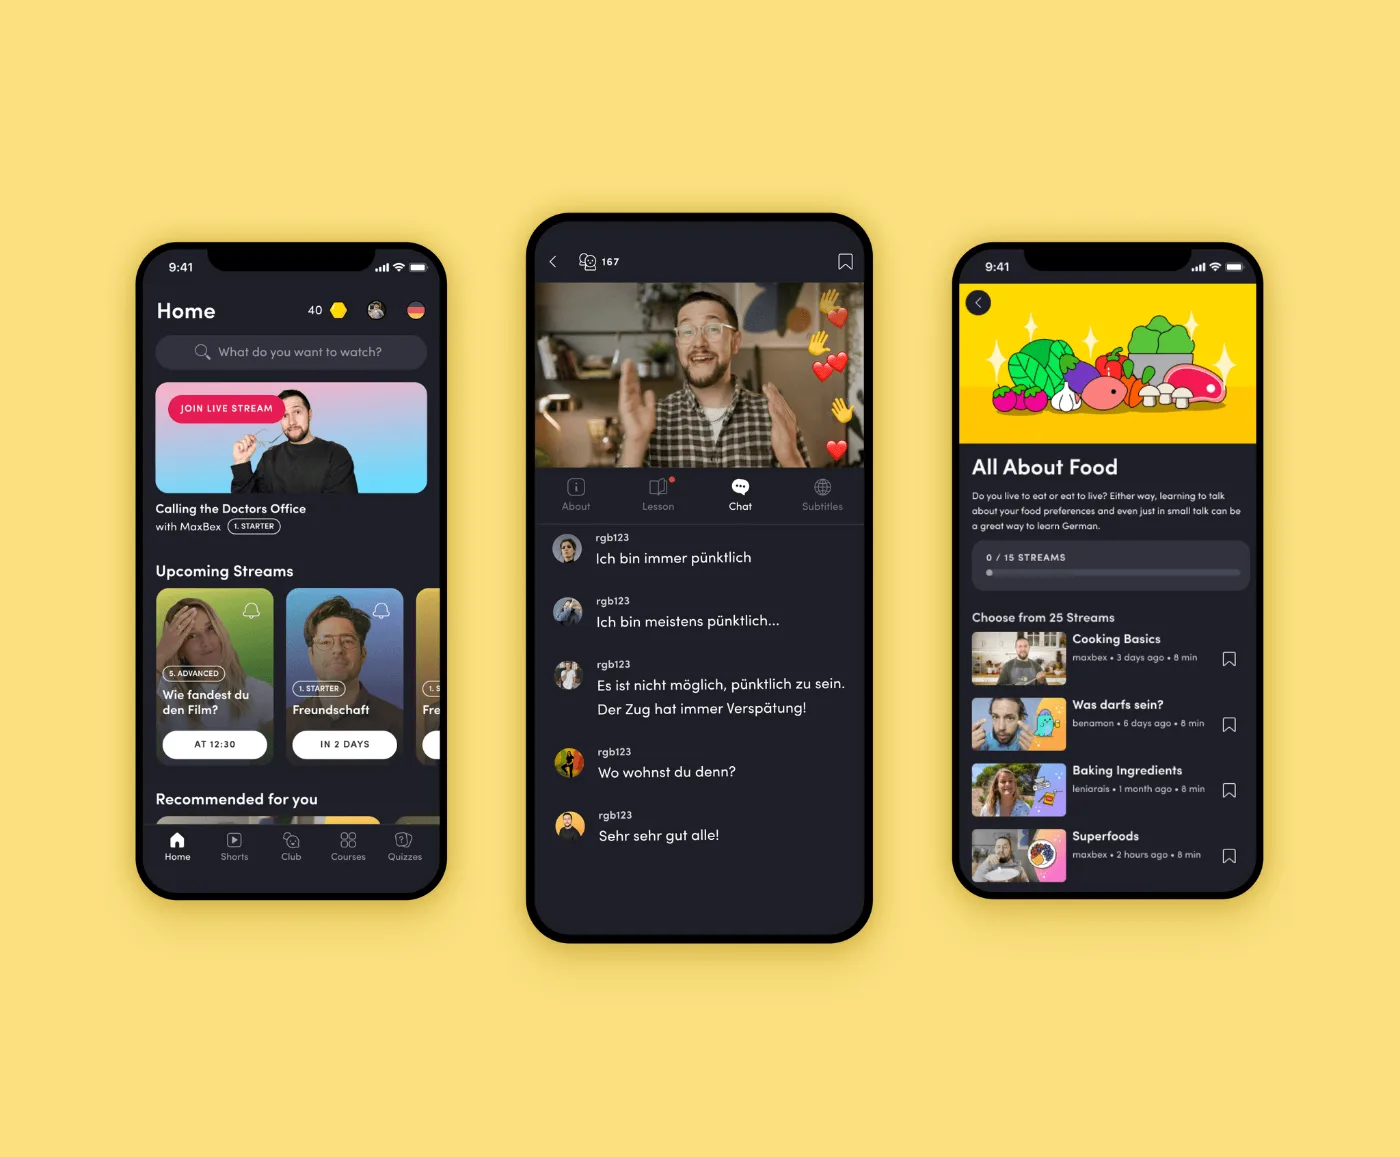 9:41
Home
40
What do you want to watch?
JOIN LIVE STREAM
Calling the Doctors Office
with MaxBex 1. STARTER
Upcoming Streams
5. ADVANCED
Wie fandest du
den Film?
AT 12:30
1. STARTER
Freundschaft
IN 2 DAYS
1. S
Fre
Recommended for you
Home
Shorts
Club
Courses
Quizzes
167
About
Lesson
Chat
Subtitles
rgb123
Ich bin immer pünktlich
rgb123
Ich bin meistens pünktlich...
rgb123
Es ist nicht möglich, pünktlich zu sein.
Der Zug hat immer Verspätung!
rgb123
Wo wohnst du denn?
rgb123
Sehr sehr gut alle!
9:41
All About Food
Do you live to eat or eat to live? Either way, learning to talk
about your food preferences and even just in small talk can be
a great way to learn German.
0 / 15 STREAMS
Choose from 25 Streams
Cooking Basics
maxbex • 3 days ago • 8 min
Was darfs sein?
benamon • 6 days ago • 8 min
Baking Ingredients
leniarais • 1 month ago • 8 min
Superfoods
maxbex • 2 hours ago • 8 min